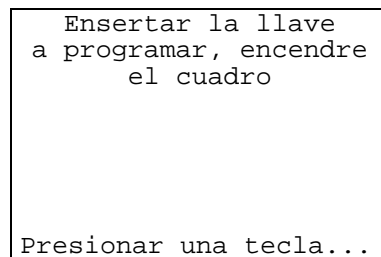 Ensertar la llave
a programar, encendre
el cuadro
Presionar una tecla...